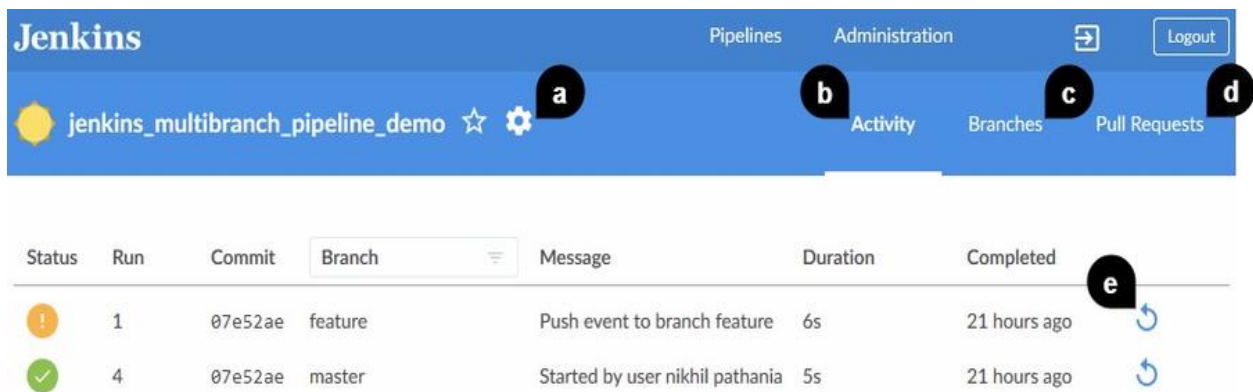 Jenkins Pipelines Administration Logout
a b c d
jenkins_multibranch_pipeline_demo Activity Branches Pull Requests
Status Run Commit Branch Message Duration Completed
e
! 1 07e52ae feature Push event to branch feature 6s 21 hours ago
4 07e52ae master Started by user nikhil pathania 5s 21 hours ago